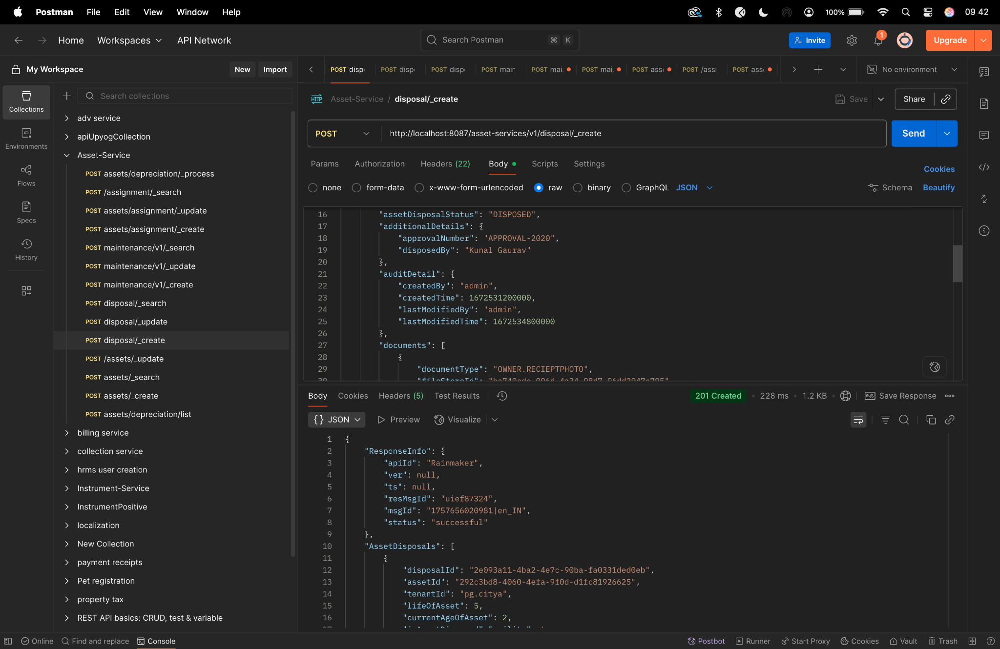 Postman File Edit View Window Help 100% 09 42
Home Workspaces API Network Search Postman ⌘ K Invite 1 Upgrade
My Workspace New Import
POST disp POST disp POST disp POST main POST mai. POST mai. POST ass POST /assi POST ass No environment
Collections
Environments
Flows
Specs
History
Search collections
adv service
apiUpyogCollection
Asset-Service
POST assets/depreciation/_process
POST /assignment/_search
POST assets/assignment/_update
POST assets/assignment/_create
POST maintenance/v1/_search
POST maintenance/v1/_update
POST maintenance/v1/_create
POST disposal/_search
POST disposal/_update
POST disposal/_create
POST /assets/_update
POST assets/_search
POST assets/_create
POST assets/depreciation/list
billing service
collection service
hrms user creation
Instrument-Service
InstrumentPositive
localization
New Collection
payment receipts
Pet registration
property tax
REST API basics: CRUD, test & variable
HTTP Asset-Service / disposal/_create Save Share
POST http://localhost:8087/asset-services/v1/disposal/_create Send
Params Authorization Headers (22) Body Scripts Settings Cookies
none form-data x-www-form-urlencoded raw binary GraphQL JSON Schema Beautify
16 "assetDisposalStatus": "DISPOSED",
17 "additionalDetails": {
18 "approvalNumber": "APPROVAL-2020",
19 "disposedBy": "Kunal Gaurav"
20 },
21 "auditDetail": {
22 "createdBy": "admin",
23 "createdTime": 1672531200000,
24 "lastModifiedBy": "admin",
25 "lastModifiedTime": 1672534800000
26 },
27 "documents": [
28 {
29 "documentType": "OWNER.RECIEPTPHOTO",
Body Cookies Headers (5) Test Results 201 Created • 228 ms • 1.2 KB • e.g. Save Response
{} JSON Preview Visualize
1 {
2 "ResponseInfo": {
3 "apiId": "Rainmaker",
4 "ver": null,
5 "ts": null,
6 "resMsgId": "uief87324",
7 "msgId": "1757656020981|en_IN",
8 "status": "successful"
9 },
10 "AssetDisposals": [
11 {
12 "disposalId": "2e093a11-4ba2-4e7c-90ba-fa0331ded0eb",
13 "assetId": "292c3bd8-4060-4efa-9f0d-d1fc81926625",
14 "tenantId": "pg.citya",
15 "lifeOfAsset": 5,
16 "currentAgeOfAsset": 2,
Online Find and replace Console Postbot Runner Start Proxy Cookies Vault Trash